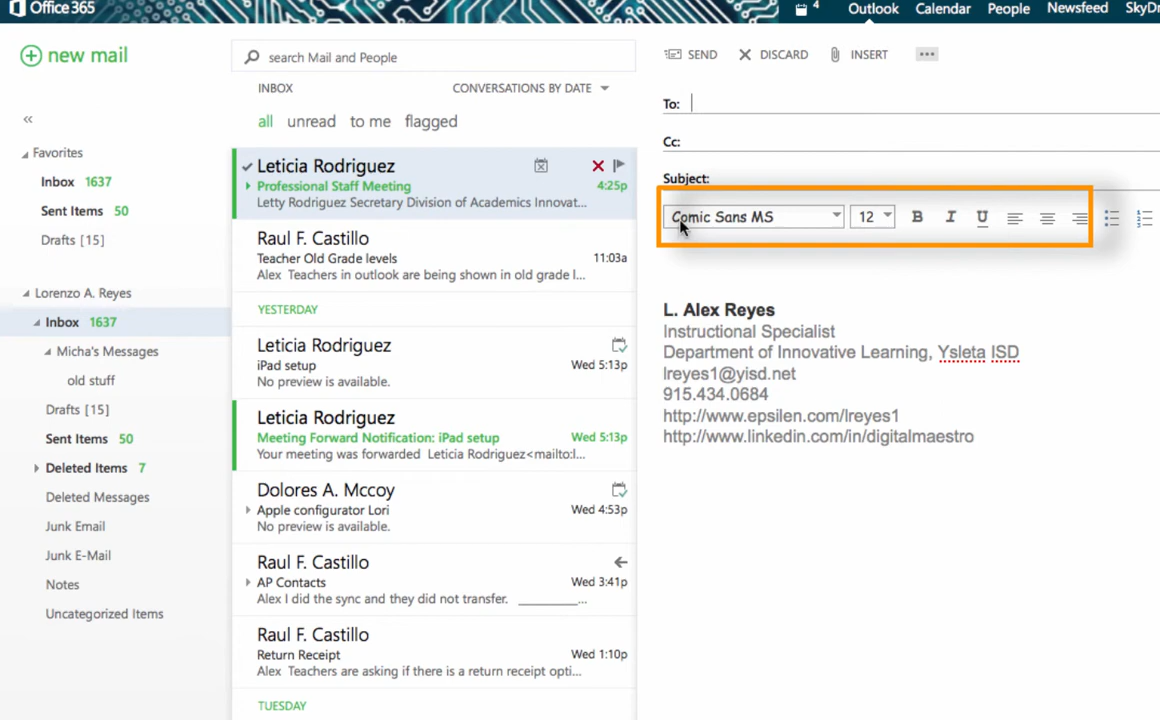 Office 365
4
Outlook Calendar People Newsfeed
new mail
«
Favorites
Inbox 1637
Sent Items 50
Drafts [15]
Lorenzo A. Reyes
Inbox 1637
Micha's Messages
old stuff
Drafts [15]
Sent Items 50
Deleted Items 7
Deleted Messages
Junk Email
Junk E-Mail
Notes
Uncategorized Items
search Mail and People
INBOX CONVERSATIONS BY DATE
all unread to me flagged
Leticia Rodriguez
Professional Staff Meeting 4:25p
Letty Rodriguez Secretary Division of Academics Innovat...
Raul F. Castillo
Teacher Old Grade levels 11:03a
Alex Teachers in outlook are being shown in old grade l...
YESTERDAY
Leticia Rodriguez
iPad setup Wed 5:13p
No preview is available.
Leticia Rodriguez
Meeting Forward Notification: iPad setup Wed 5:13p
Your meeting was forwarded Leticia Rodriguez<mailto:l...
Dolores A. Mccoy
Apple configurator Lori Wed 4:53p
No preview is available.
Raul F. Castillo
AP Contacts Wed 3:41p
Alex I did the sync and they did not transfer. __________...
Raul F. Castillo
Return Receipt Wed 1:10p
Alex Teachers are asking if there is a return receipt opti...
TUESDAY
SEND DISCARD INSERT ...
To:
Cc:
Subject:
Comic Sans MS 12 B I U
L. Alex Reyes
Instructional Specialist
Department of Innovative Learning, Ysleta ISD
lreyes1@yisd.net
915.434.0684
http://www.epsilen.com/lreyes1
http://www.linkedin.com/in/digitalmaestro